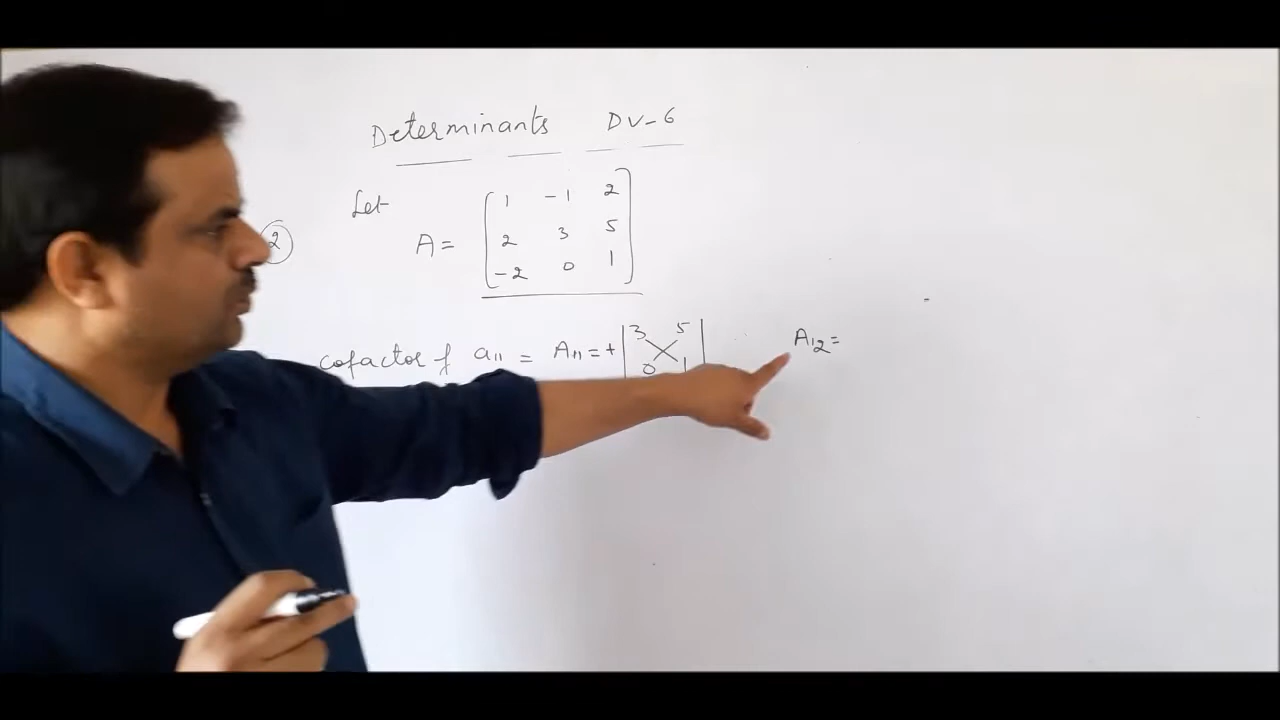 Determinants DV-6
Let
② A = [ 1 -1 2
2 3 5
-2 0 1 ]
cofactor of a₁₁ = A₁₁ = + | 3 5 | A₁₂ =
0 1